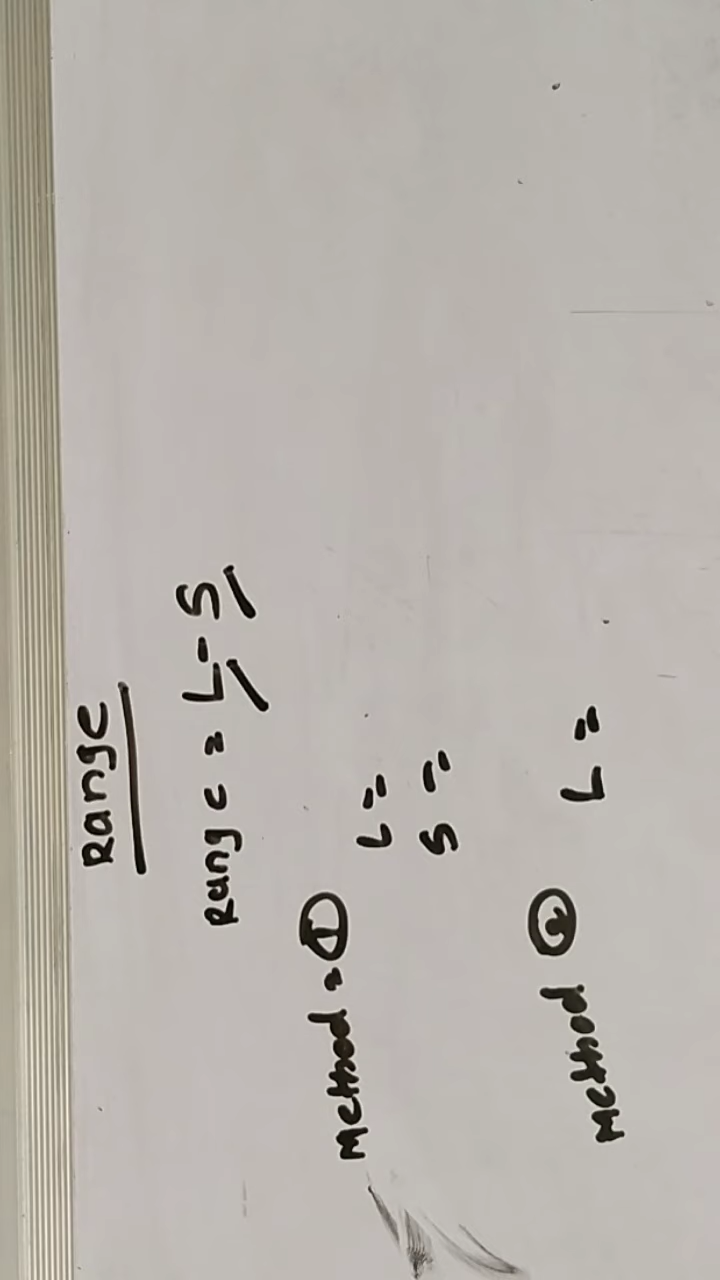 Range
Range = L - S
Method = 1
L =
S =
Method 2
L =